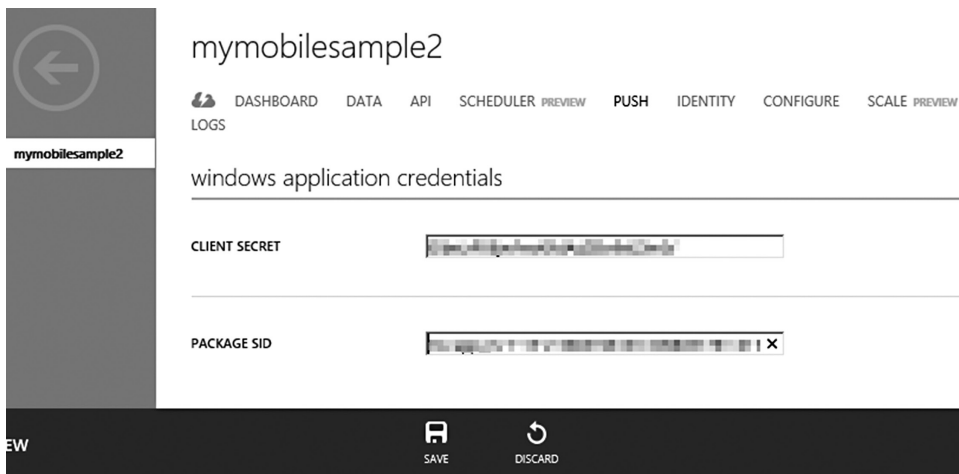 mymobilesample2
DASHBOARD DATA API SCHEDULER PREVIEW PUSH IDENTITY CONFIGURE SCALE PREVIEW
LOGS
mymobilesample2
windows application credentials
CLIENT SECRET
PACKAGE SID
EW
SAVE DISCARD